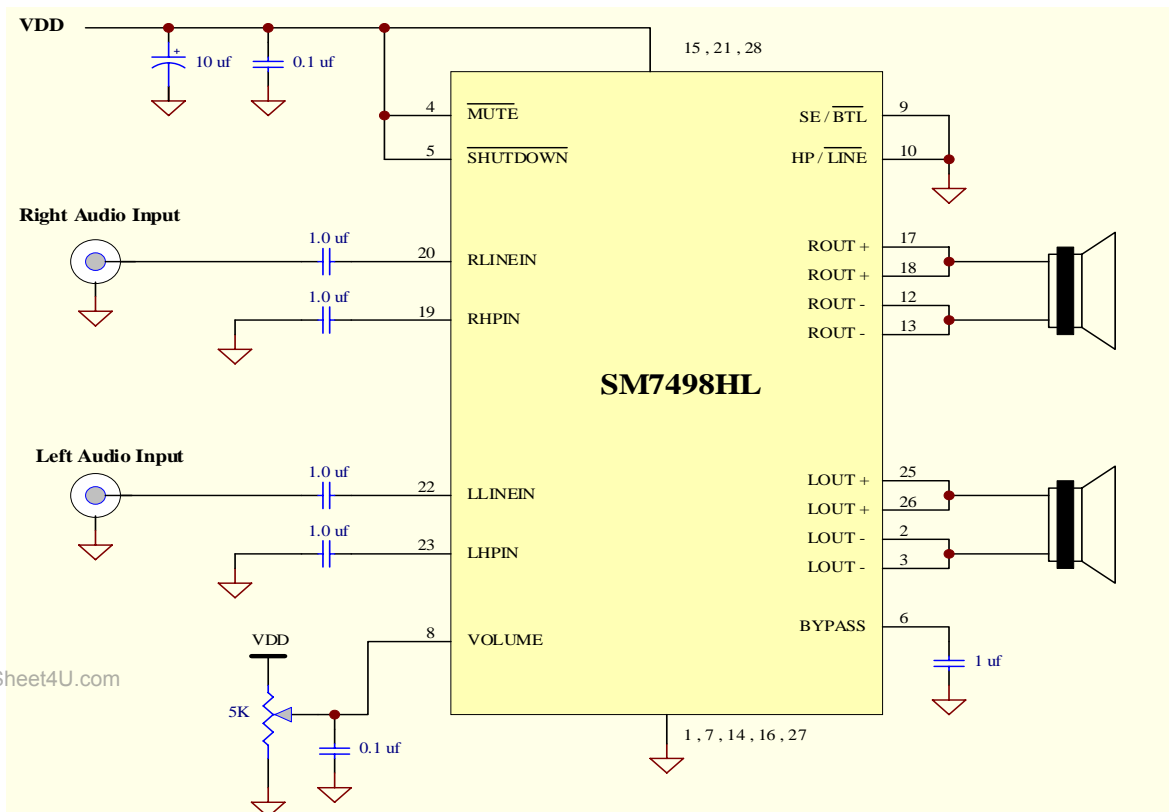 VDD
10 uf
0.1 uf
15 , 21 , 28
4
MUTE
5
SHUTDOWN
SE / BTL
9
HP / LINE
10
Right Audio Input
1.0 uf
20
RLINEIN
1.0 uf
19
RHPIN
ROUT +
17
ROUT +
18
ROUT -
12
ROUT -
13
SM7498HL
Left Audio Input
1.0 uf
22
LLINEIN
1.0 uf
23
LHPIN
LOUT +
25
LOUT +
26
LOUT -
2
LOUT -
3
BYPASS
6
1 uf
VDD
8
VOLUME
Sheet4U.com
5K
0.1 uf
1 , 7 , 14 , 16 , 27